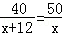 40/(x+12) = 50/x